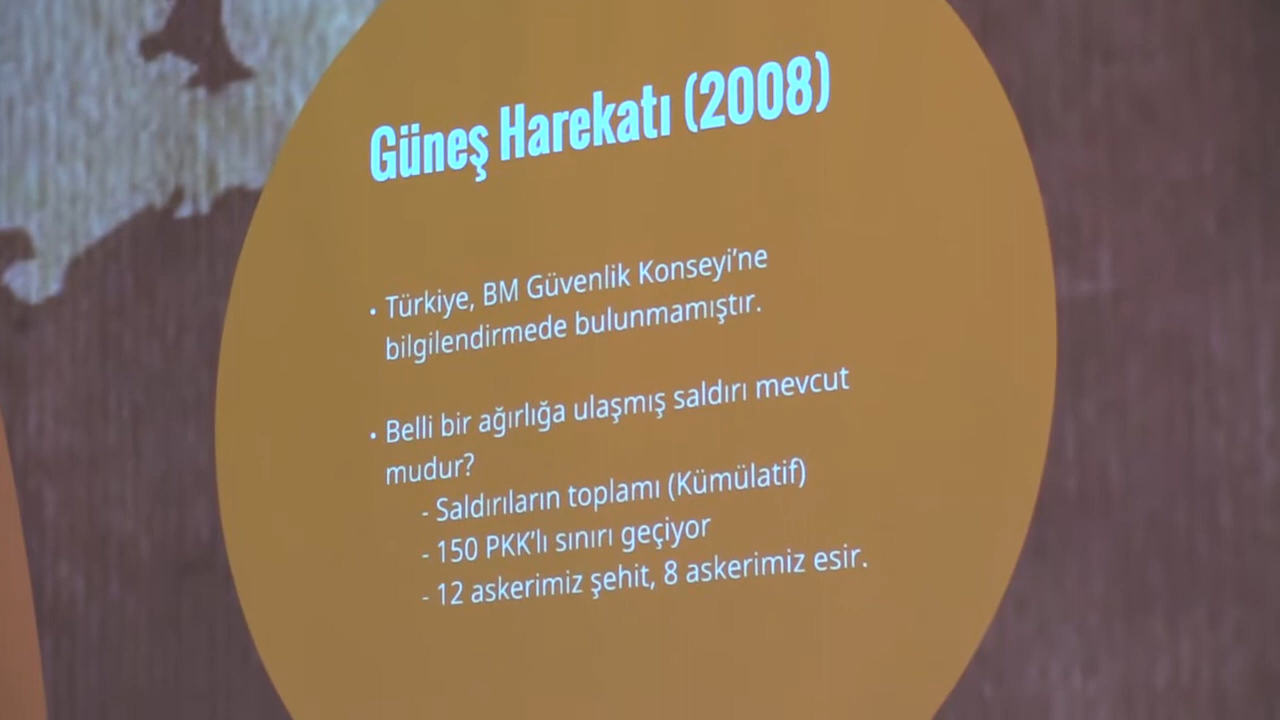 Güneş Harekatı (2008)
• Türkiye, BM Güvenlik Konseyi’ne
bilgilendirmede bulunmamıştır.
• Belli bir ağırlığa ulaşmış saldırı mevcut
mudur?
- Saldırıların toplamı (Kümülatif)
- 150 PKK’lı sınırı geçiyor
- 12 askerimiz şehit, 8 askerimiz esir.